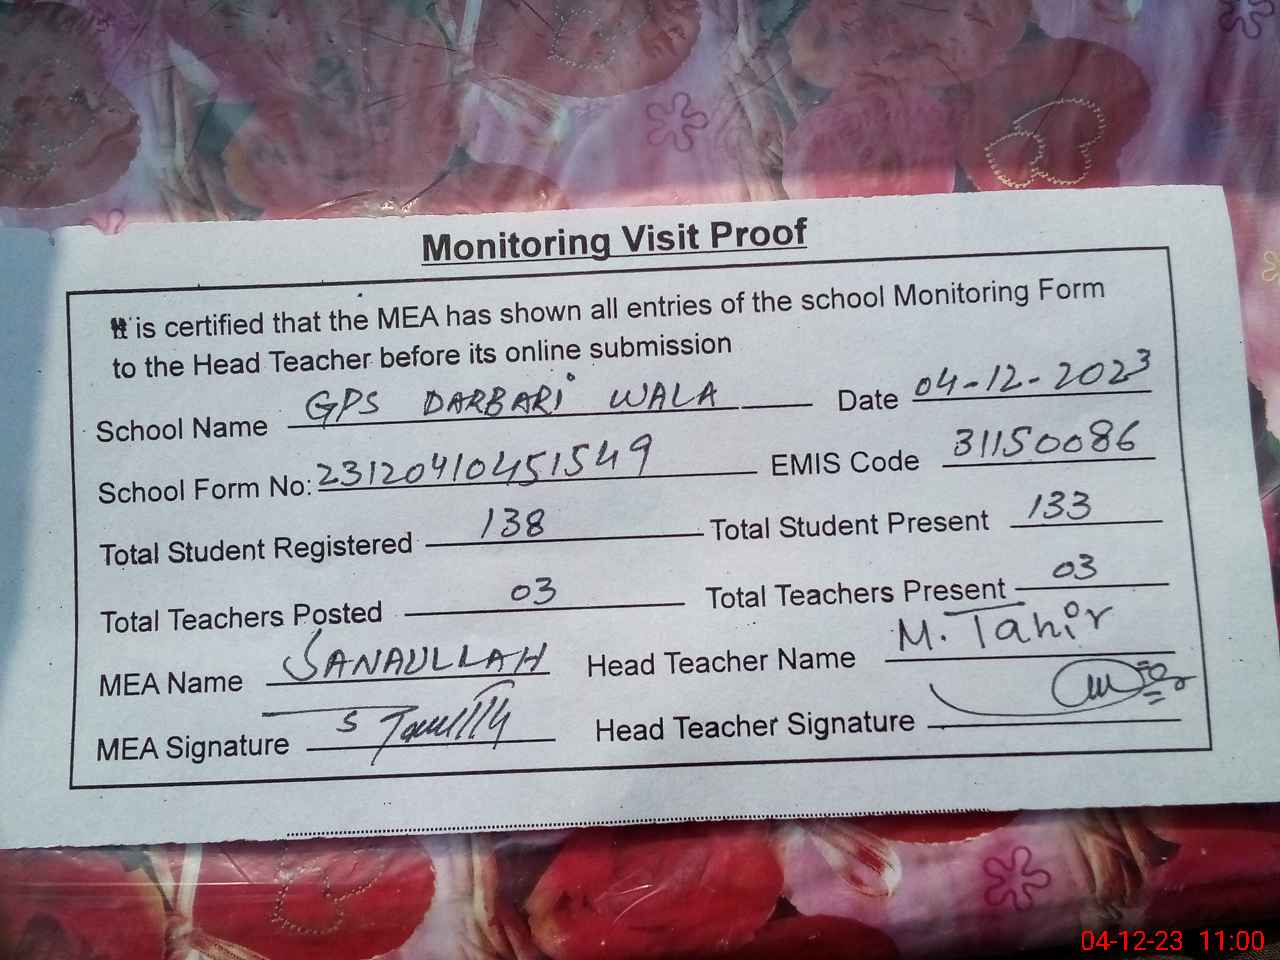 Monitoring Visit Proof
It is certified that the MEA has shown all entries of the school Monitoring Form
to the Head Teacher before its online submission
School Name GPS DARBARI WALA Date 04-12-2023
School Form No: 23120410451549 EMIS Code 31150086
Total Student Registered 138 Total Student Present 133
Total Teachers Posted 03 Total Teachers Present 03
MEA Name SANAULLAH Head Teacher Name M. Tahir
MEA Signature Head Teacher Signature
04-12-23 11:00